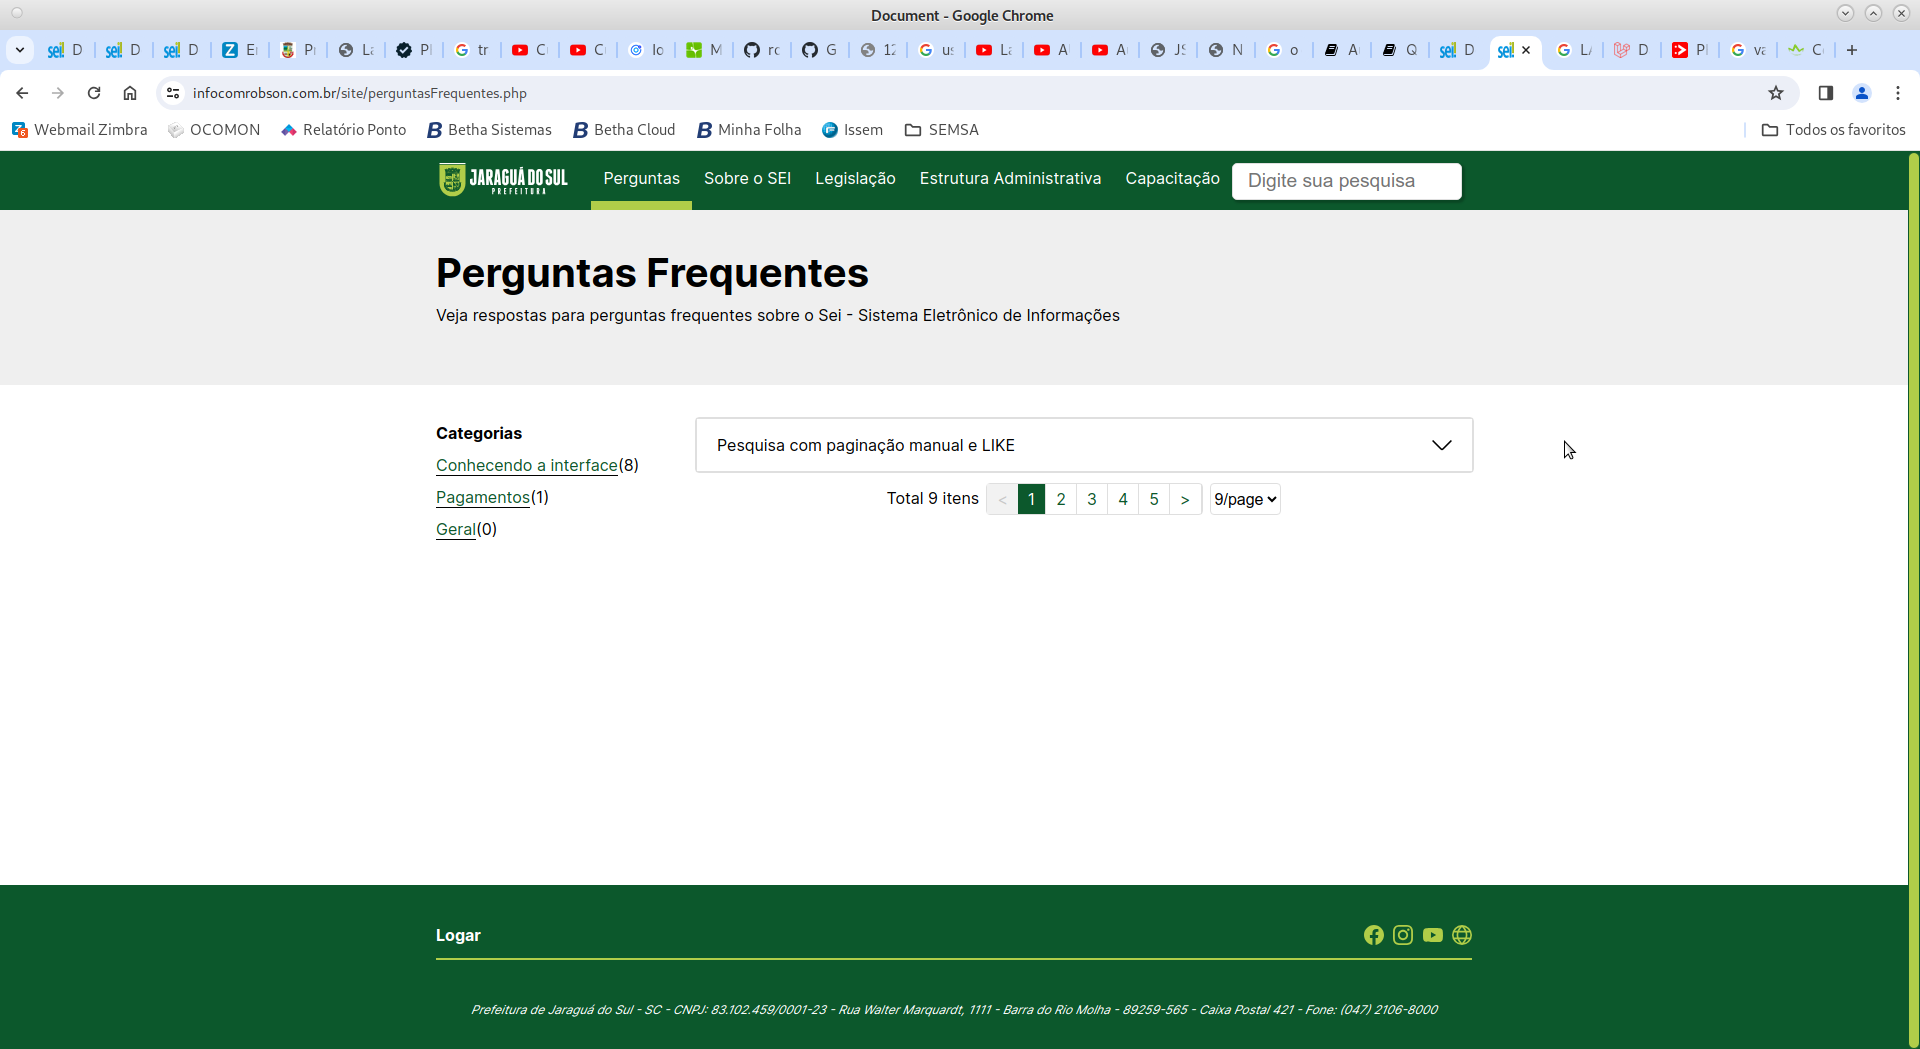 Document - Google Chrome
sei! D sei! D sei! D Z E P La Pl tr C C Io M rc G 12 us La A A JS N o A Q sei! D sei! L D P va C
infocomrobson.com.br/site/perguntasFrequentes.php
Webmail Zimbra OCOMON Relatório Ponto Betha Sistemas Betha Cloud Minha Folha Issem SEMSA Todos os favoritos
JARAGUÁ DO SUL
PREFEITURA
Perguntas Sobre o SEI Legislação Estrutura Administrativa Capacitação Digite sua pesquisa
Perguntas Frequentes
Veja respostas para perguntas frequentes sobre o Sei - Sistema Eletrônico de Informações
Categorias
Conhecendo a interface(8)
Pagamentos(1)
Geral(0)
Pesquisa com paginação manual e LIKE
Total 9 itens < 1 2 3 4 5 > 9/page
Logar
Prefeitura de Jaraguá do Sul - SC - CNPJ: 83.102.459/0001-23 - Rua Walter Marquardt, 1111 - Barra do Rio Molha - 89259-565 - Caixa Postal 421 - Fone: (047) 2106-8000